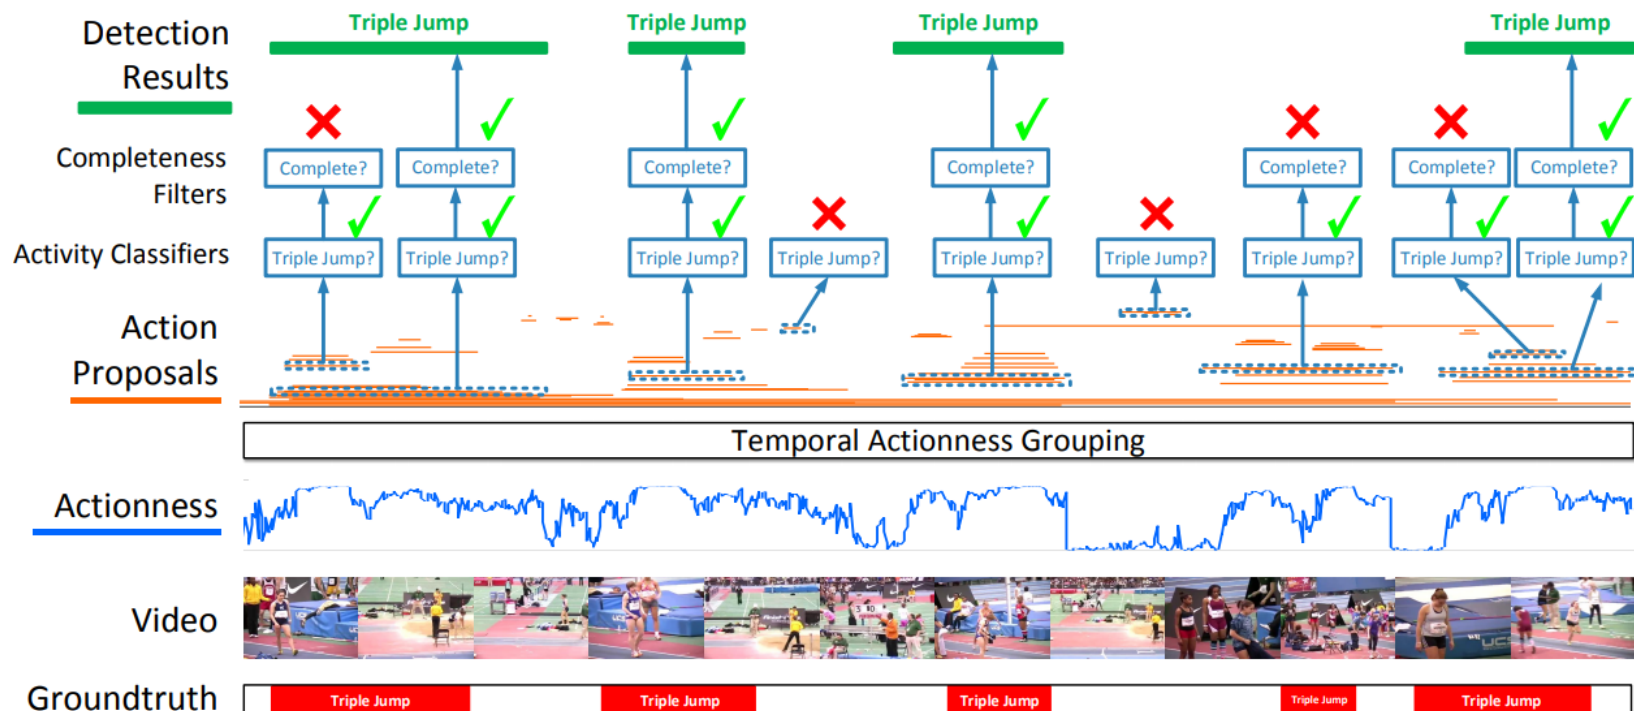 Detection
Results
Triple Jump
Triple Jump
Triple Jump
Triple Jump
Completeness
Filters
Complete?
Complete?
Complete?
Complete?
Complete?
Complete?
Complete?
Activity Classifiers
Triple Jump?
Triple Jump?
Triple Jump?
Triple Jump?
Triple Jump?
Triple Jump?
Triple Jump?
Triple Jump?
Triple Jump?
Action
Proposals
Temporal Actionness Grouping
Actionness
Video
Groundtruth
Triple Jump
Triple Jump
Triple Jump
Triple Jump
Triple Jump